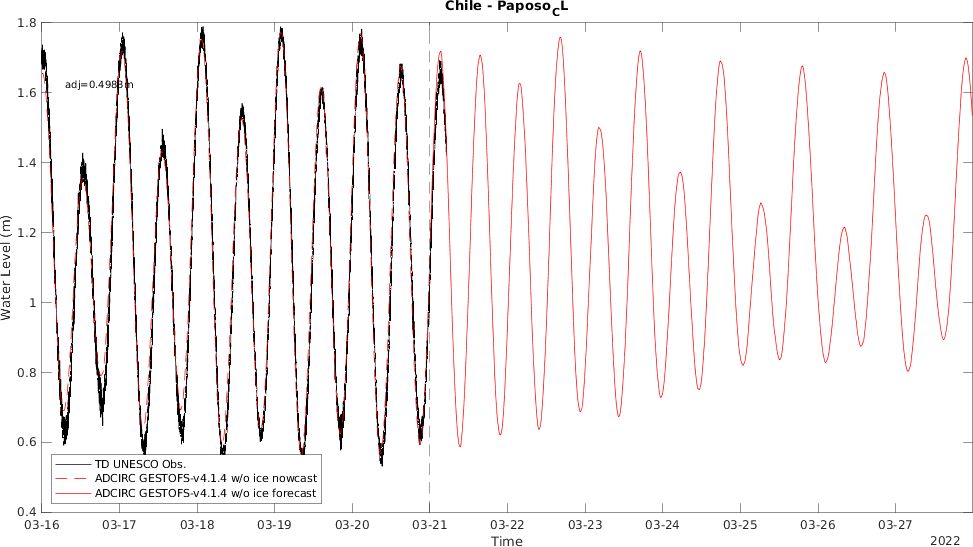 Chile - Paposo_CL
1.8
1.6
1.4
1.2
1
0.8
0.6
0.4
Water Level (m)
adj=0.4983m
TD UNESCO Obs.
ADCIRC GESTOFS-v4.1.4 w/o ice nowcast
ADCIRC GESTOFS-v4.1.4 w/o ice forecast
03-16 03-17 03-18 03-19 03-20 03-21 03-22 03-23 03-24 03-25 03-26 03-27
Time
2022